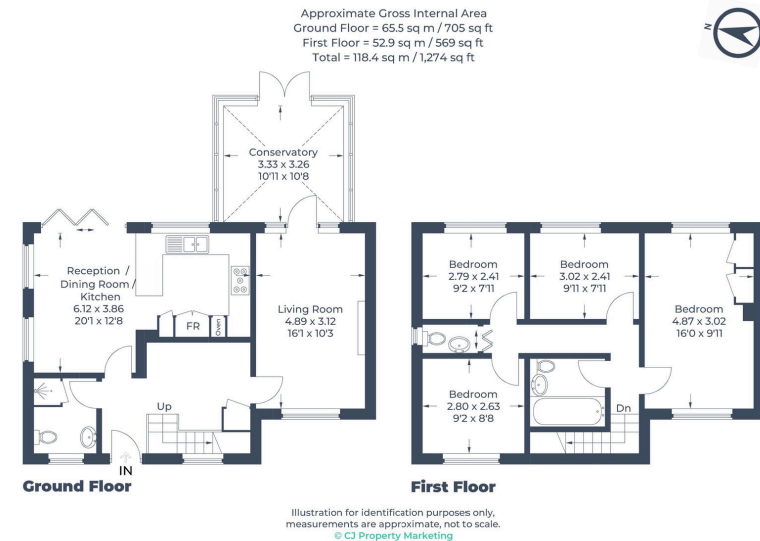 Approximate Gross Internal Area
Ground Floor = 65.5 sq m / 705 sq ft
First Floor = 52.9 sq m / 569 sq ft
Total = 118.4 sq m / 1,274 sq ft
N
Conservatory
3.33 x 3.26
10'11 x 10'8
Reception /
Dining Room /
Kitchen
6.12 x 3.86
20'1 x 12'8
FR
Oven
Living Room
4.89 x 3.12
16'1 x 10'3
Up
IN
Ground Floor
Bedroom
2.79 x 2.41
9'2 x 7'11
Bedroom
3.02 x 2.41
9'11 x 7'11
Bedroom
4.87 x 3.02
16'0 x 9'11
Bedroom
2.80 x 2.63
9'2 x 8'8
Dn
First Floor
Illustration for identification purposes only,
measurements are approximate, not to scale.
© CJ Property Marketing